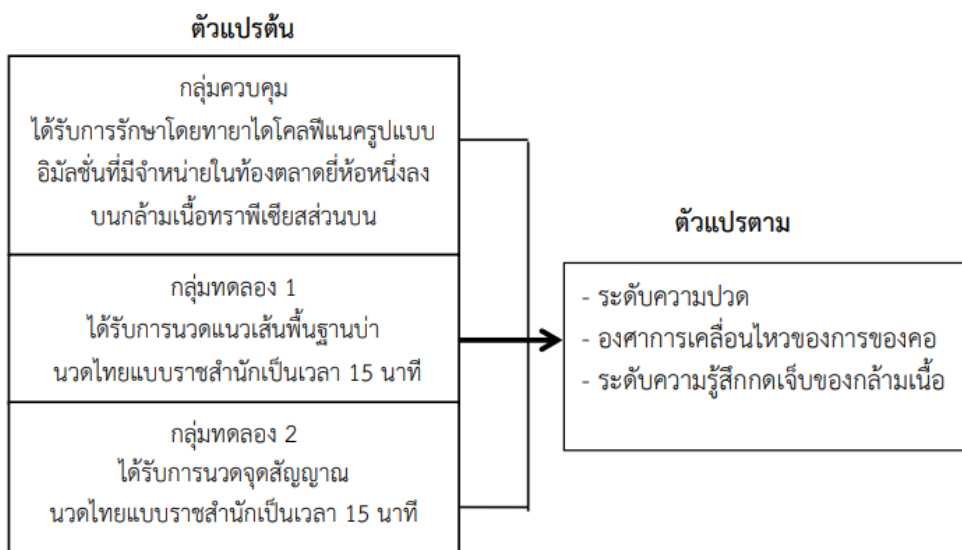 ตัวแปรต้น
กลุ่มควบคุม
ได้รับการรักษาโดยทายาไดโคลฟีแนครูปแบบ
อิมัลชั่นที่มีจำหน่ายในท้องตลาดยี่ห้อหนึ่งลง
บนกล้ามเนื้อทราพีเซียสส่วนบน
กลุ่มทดลอง 1
ได้รับการนวดแนวเส้นพื้นฐานบ่า
นวดไทยแบบราชสำนักเป็นเวลา 15 นาที
กลุ่มทดลอง 2
ได้รับการนวดจุดสัญญาณ
นวดไทยแบบราชสำนักเป็นเวลา 15 นาที
ตัวแปรตาม
- ระดับความปวด
- องศาการเคลื่อนไหวของการของคอ
- ระดับความรู้สึกกดเจ็บของกล้ามเนื้อ